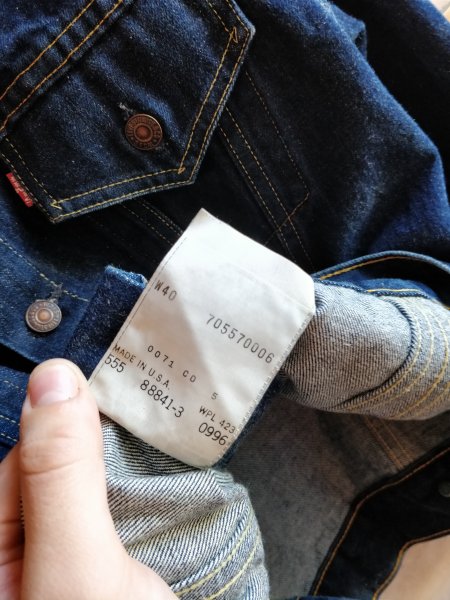 W40
705570006
0071 CO 5
MADE IN U.S.A. WPL 423
555 88841-3 0996